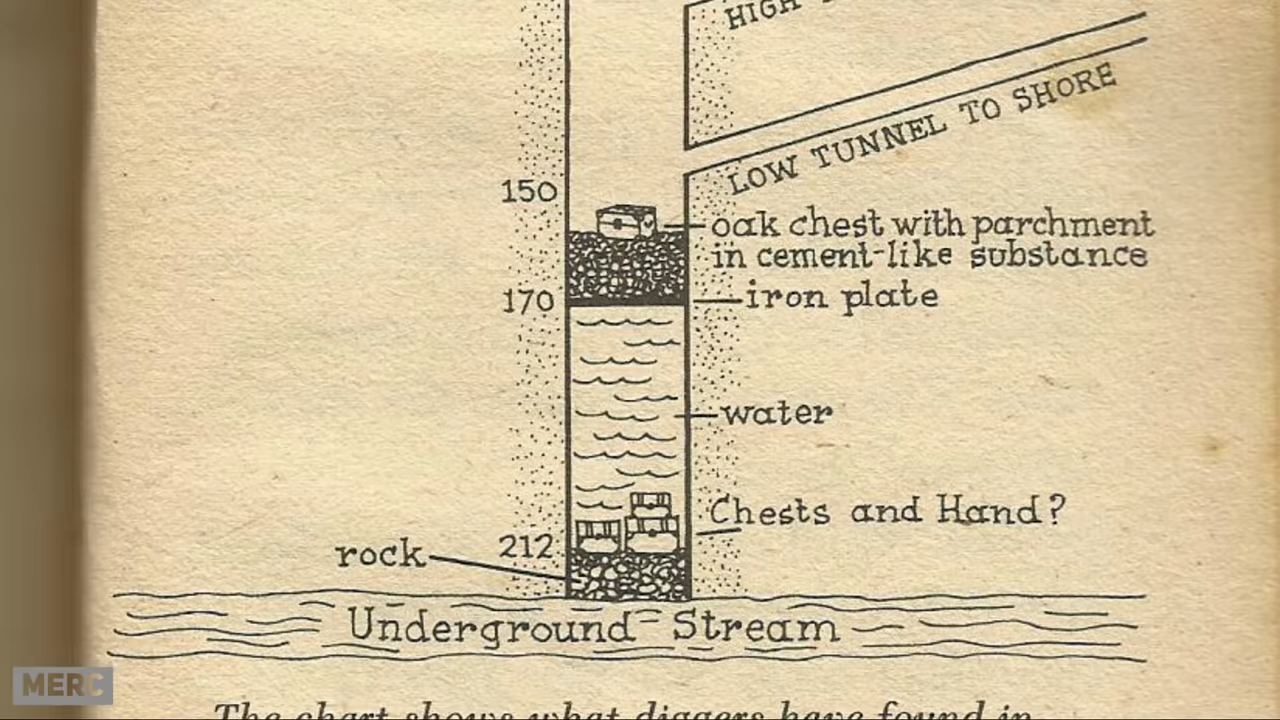 HIGH
LOW TUNNEL TO SHORE
150
oak chest with parchment
in cement-like substance
170
iron plate
water
Chests and Hand?
rock
212
Underground Stream
The chart shows what diggers have found in
MERC